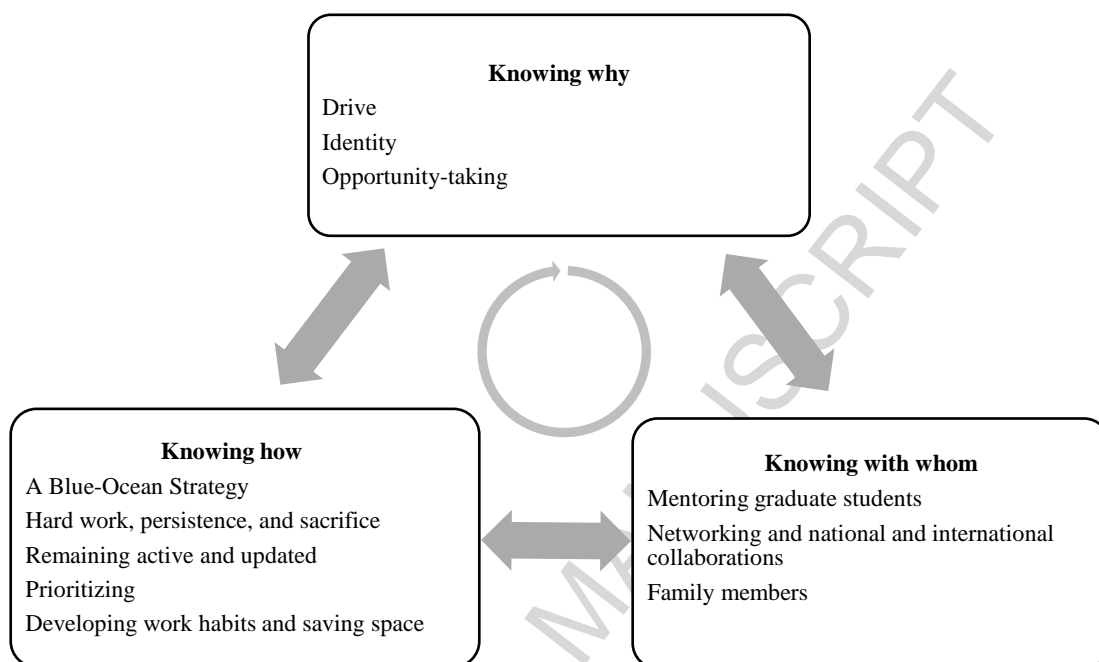 Knowing why
Drive
Identity
Opportunity-taking
Knowing how
A Blue-Ocean Strategy
Hard work, persistence, and sacrifice
Remaining active and updated
Prioritizing
Developing work habits and saving space
Knowing with whom
Mentoring graduate students
Networking and national and international
collaborations
Family members